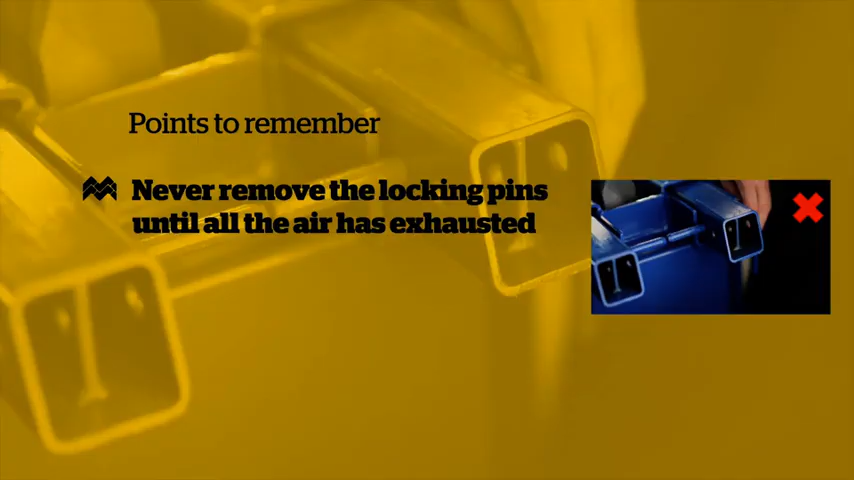 Points to remember
Never remove the locking pins
until all the air has exhausted